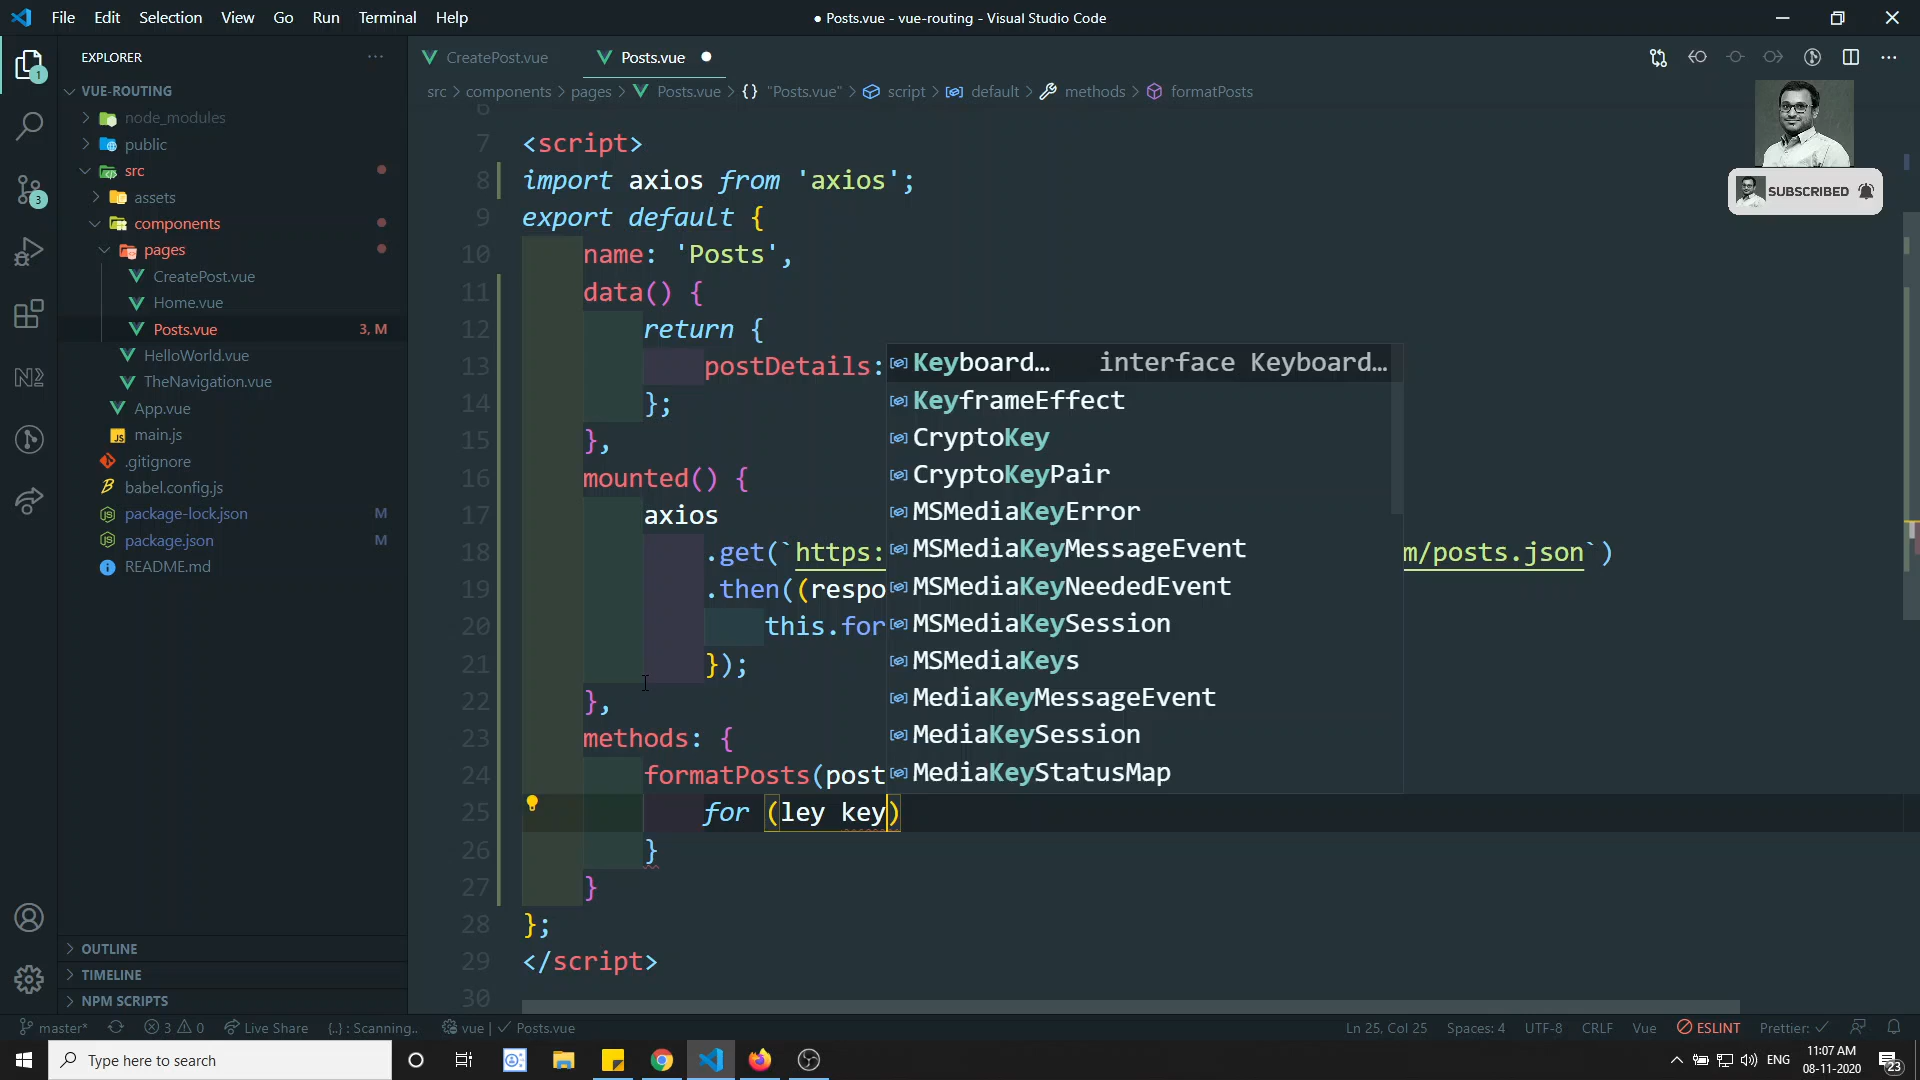 File Edit Selection View Go Run Terminal Help
● Posts.vue - vue-routing - Visual Studio Code
EXPLORER
VUE-ROUTING
node_modules
public
src
assets
components
pages
CreatePost.vue
Home.vue
Posts.vue 3, M
HelloWorld.vue
TheNavigation.vue
App.vue
main.js
.gitignore
babel.config.js
package-lock.json M
package.json M
README.md
OUTLINE
TIMELINE
NPM SCRIPTS
1
3
CreatePost.vue Posts.vue
src > components > pages > Posts.vue > {} "Posts.vue" > script > default > methods > formatPosts
SUBSCRIBED
6
7 <script>
8 import axios from 'axios';
9 export default {
10 name: 'Posts',
11 data() {
12 return {
13 postDetails:
14 };
15 },
16 mounted() {
17 axios
18 .get(`https: m/posts.json`)
19 .then((respo
20 this.for
21 });
22 },
23 methods: {
24 formatPosts(post
25 for (ley key)
26 }
27 }
28 };
29 </script>
30
Keyboard… interface Keyboard…
KeyframeEffect
CryptoKey
CryptoKeyPair
MSMediaKeyError
MSMediaKeyMessageEvent
MSMediaKeyNeededEvent
MSMediaKeySession
MSMediaKeys
MediaKeyMessageEvent
MediaKeySession
MediaKeyStatusMap
master* 3 0 Live Share {..} : Scanning.. vue | ✓ Posts.vue Ln 25, Col 25 Spaces: 4 UTF-8 CRLF Vue ESLINT Prettier: ✓
Type here to search
ENG
11:07 AM
08-11-2020
23